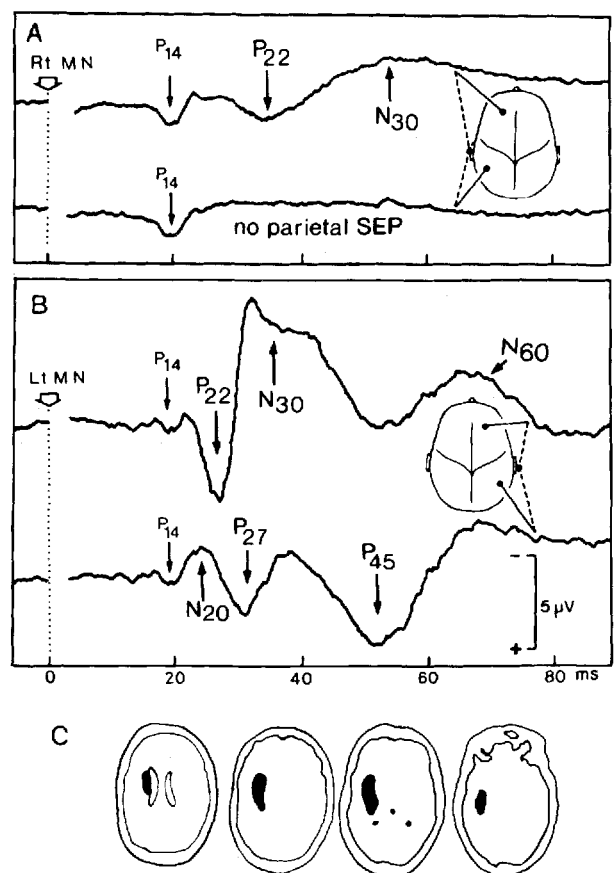 A
Rt MN
P14
P22
N30
P14
no parietal SEP
B
Lt MN
P14
P22
N30
N60
P14
N20
P27
P45
−
5 µV
+
0 20 40 60 80 ms
C